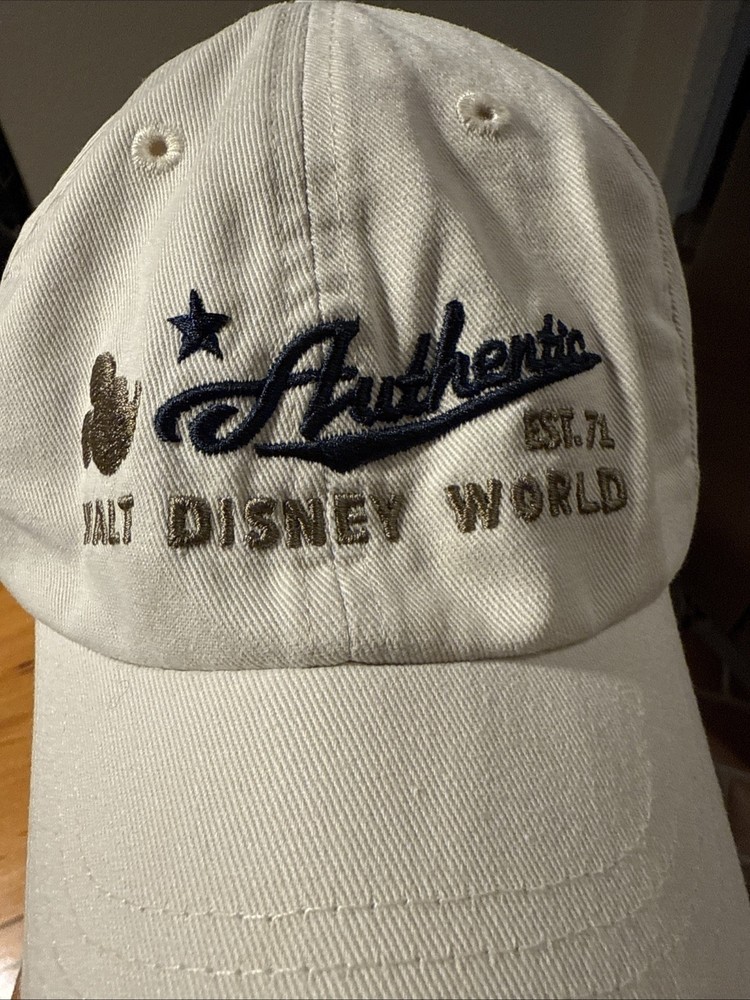 Authentic
EST. 71
WALT DISNEY WORLD